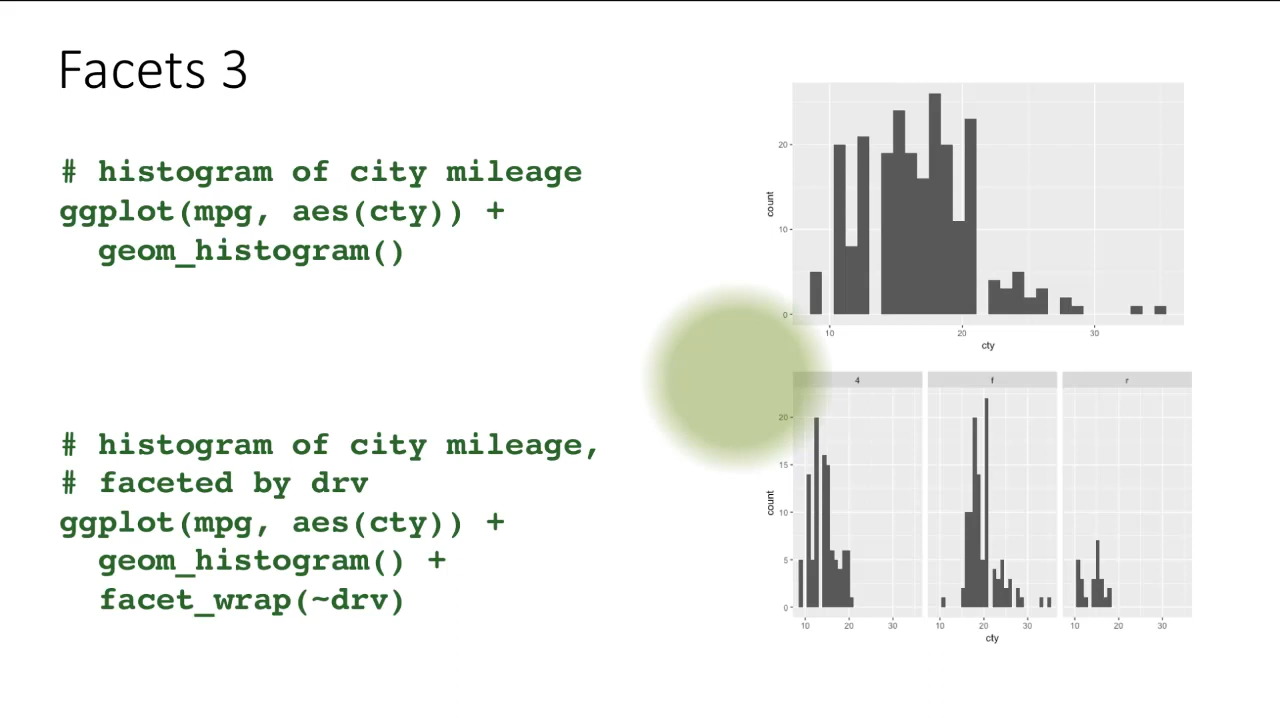 Facets 3
# histogram of city mileage
ggplot(mpg, aes(cty)) +
geom_histogram()
20
10
0
count
10 20 30
cty
# histogram of city mileage,
# faceted by drv
ggplot(mpg, aes(cty)) +
geom_histogram() +
facet_wrap(~drv)
4 f r
20
15
10
5
0
count
10 20 30 10 20 30 10 20 30
cty